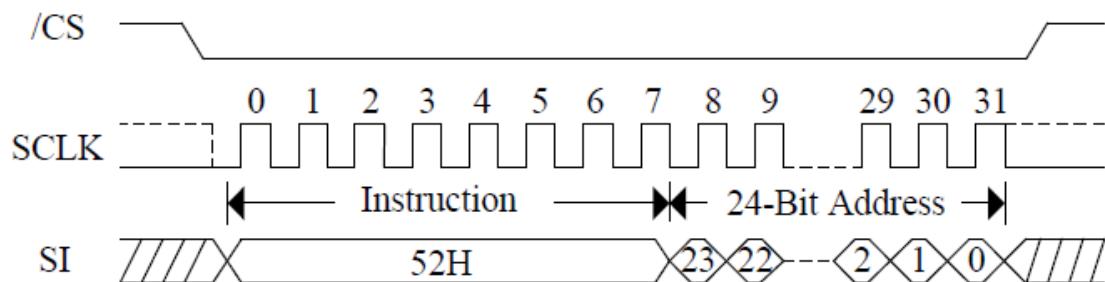 /CS
0 1 2 3 4 5 6 7 8 9 29 30 31
SCLK
Instruction 24-Bit Address
SI 52H 23 22 2 1 0